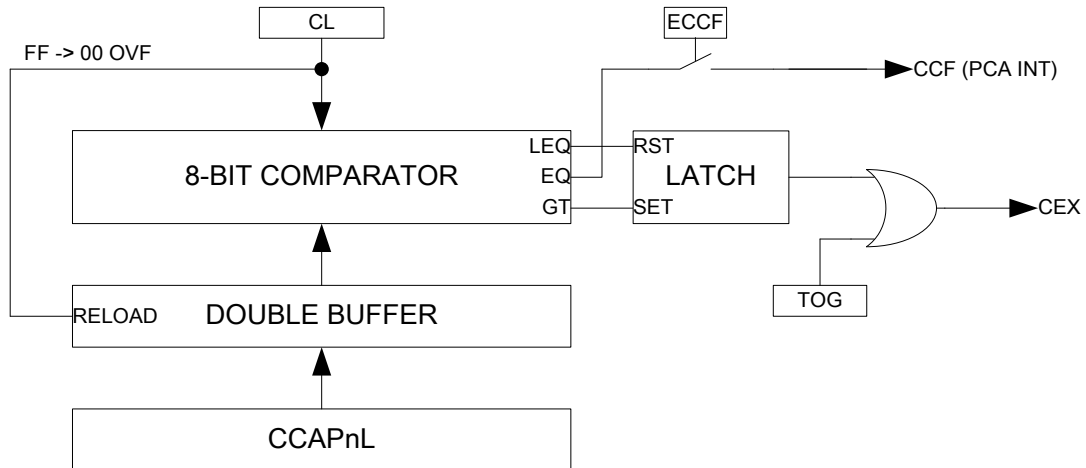 CL
ECCF
FF -> 00 OVF
CCF (PCA INT)
LEQ
RST
8-BIT COMPARATOR
EQ
LATCH
GT
SET
CEX
TOG
RELOAD
DOUBLE BUFFER
CCAPnL